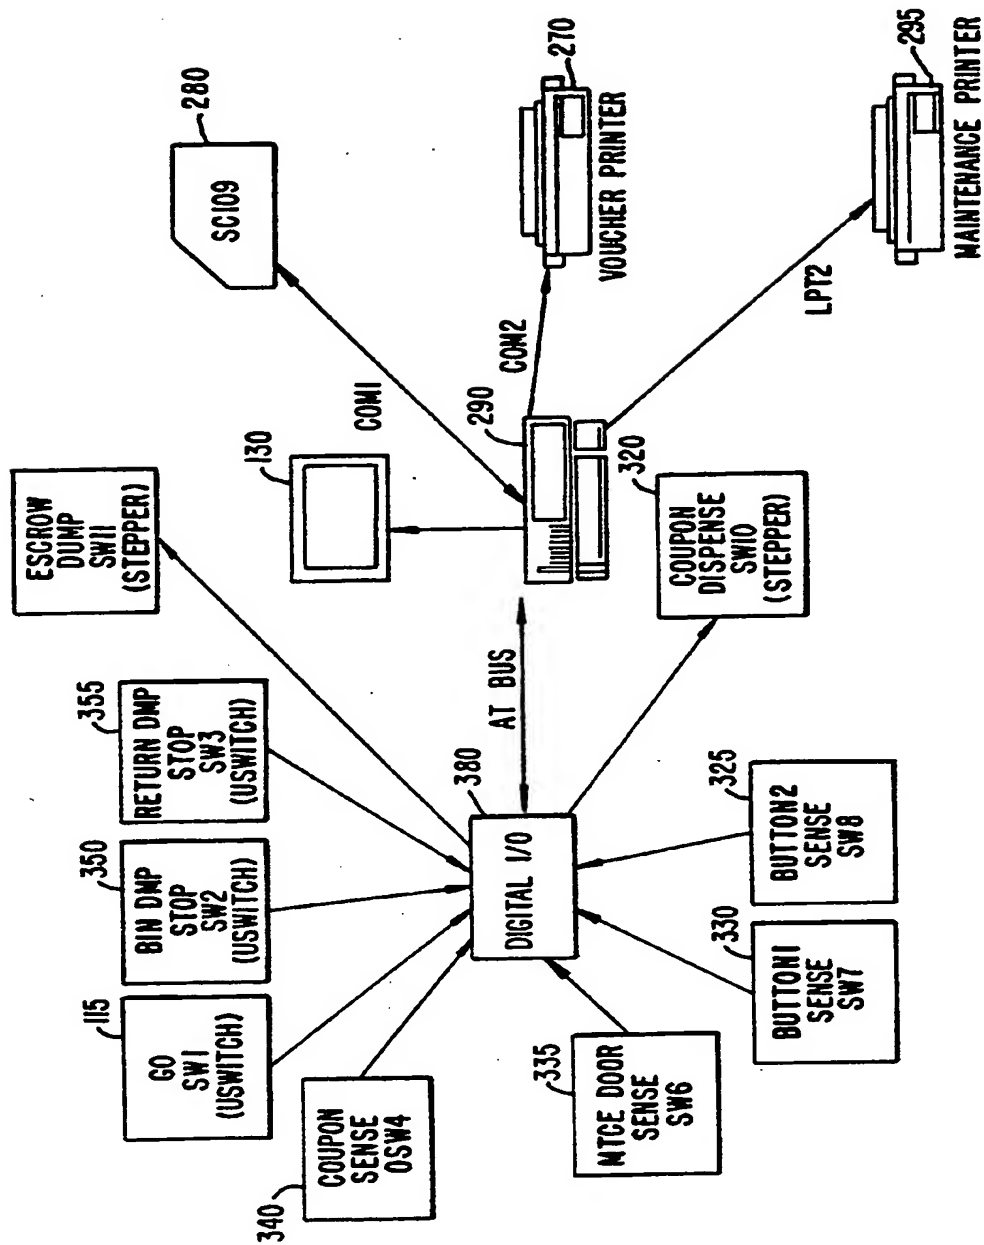 280
SC109
ESCROW
DUMP
SW11
(STEPPER)
130
COM1
270
VOUCHER PRINTER
COM2
290
295
MAINTENANCE PRINTER
LPT2
355
RETURN DMP
STOP
SW3
(USWITCH)
350
BIN DMP
STOP
SW2
(USWITCH)
115
GO
SW1
(USWITCH)
340
COUPON
SENSE
OSW4
380
DIGITAL I/O
AT BUS
320
COUPON
DISPENSE
SW10
(STEPPER)
335
MTCE DOOR
SENSE
SW6
330
BUTTON1
SENSE
SW7
325
BUTTON2
SENSE
SW8